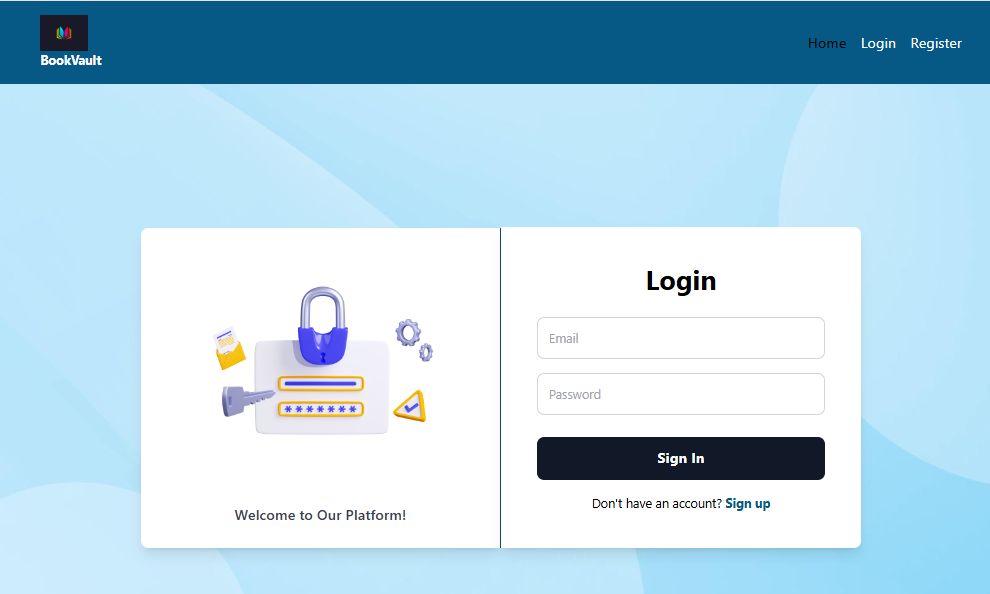 BookVault
Home Login Register
Login
Email
Password
Sign In
Don't have an account? Sign up
*******
Welcome to Our Platform!